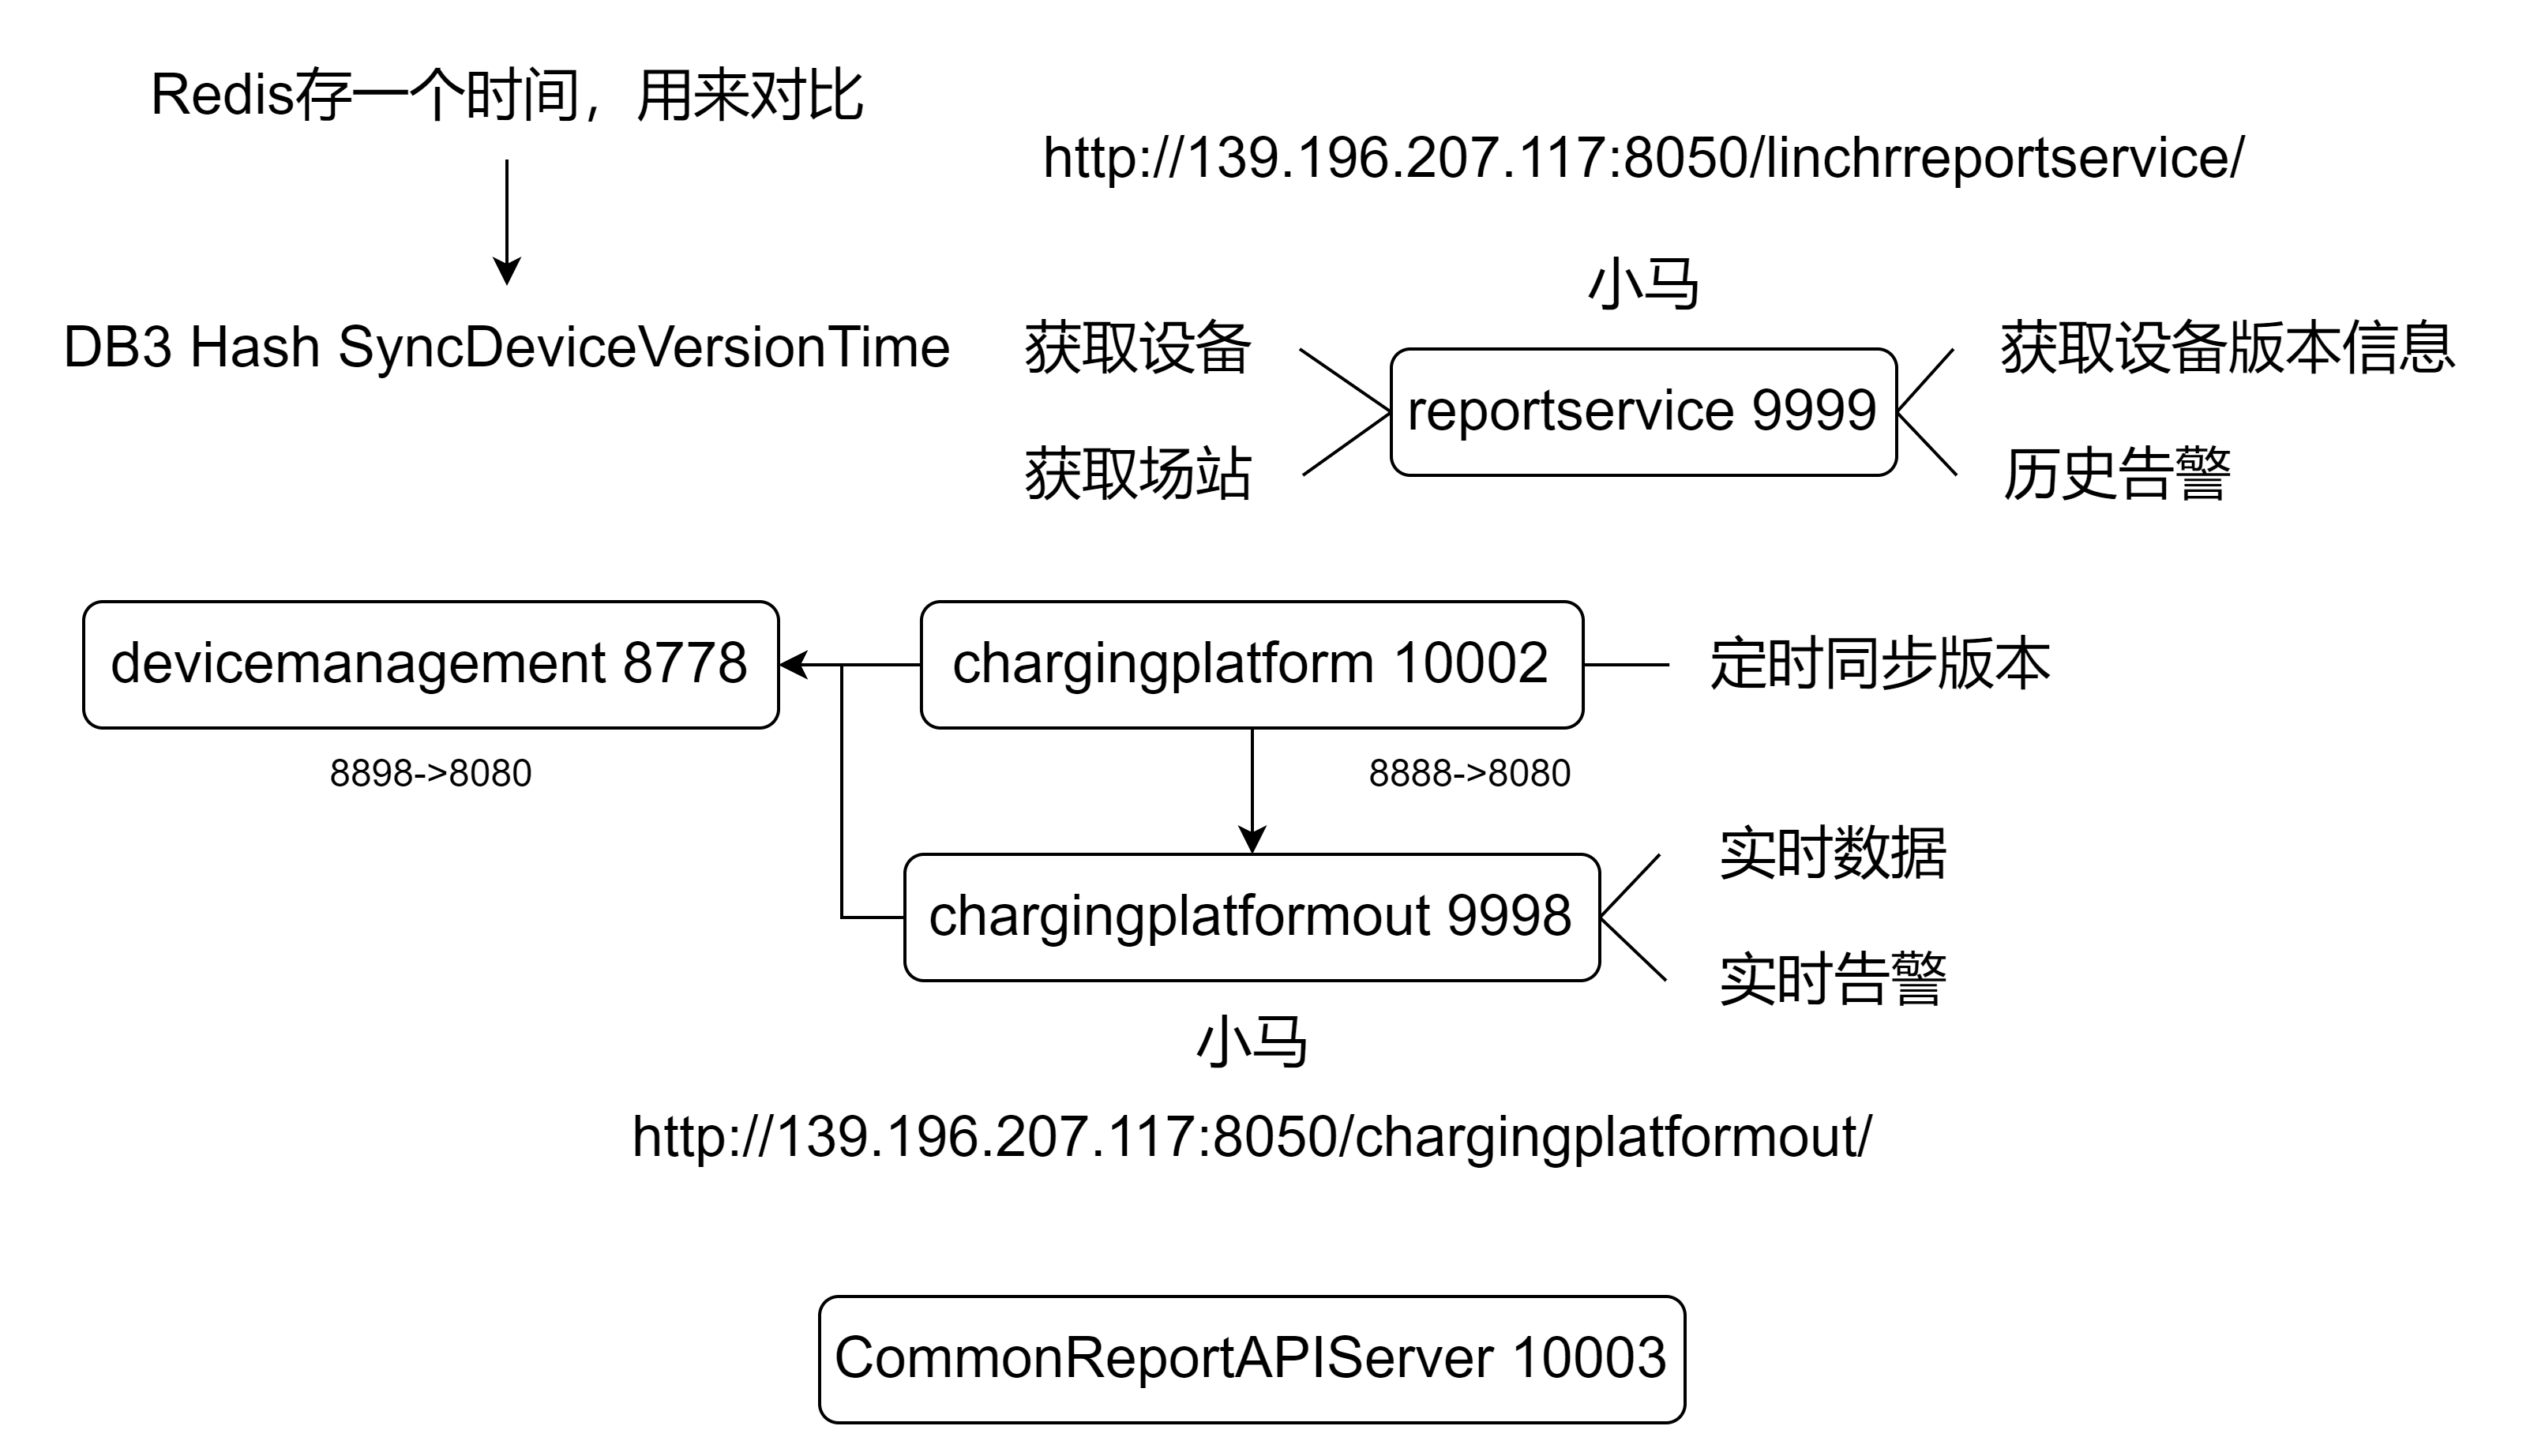 Redis存一个时间，用来对比
http://139.196.207.117:8050/linchrreportservice/
小马
DB3 Hash SyncDeviceVersionTime
获取设备
获取设备版本信息
reportservice 9999
获取场站
历史告警
devicemanagement 8778
chargingplatform 10002
定时同步版本
8898->8080
8888->8080
实时数据
chargingplatformout 9998
实时告警
小马
http://139.196.207.117:8050/chargingplatformout/
CommonReportAPIServer 10003